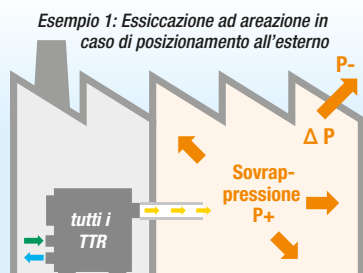 Esempio 1: Essiccazione ad areazione in
caso di posizionamento all'esterno
P-
Δ P
Sovrap-
pressione
P+
tutti i
TTR